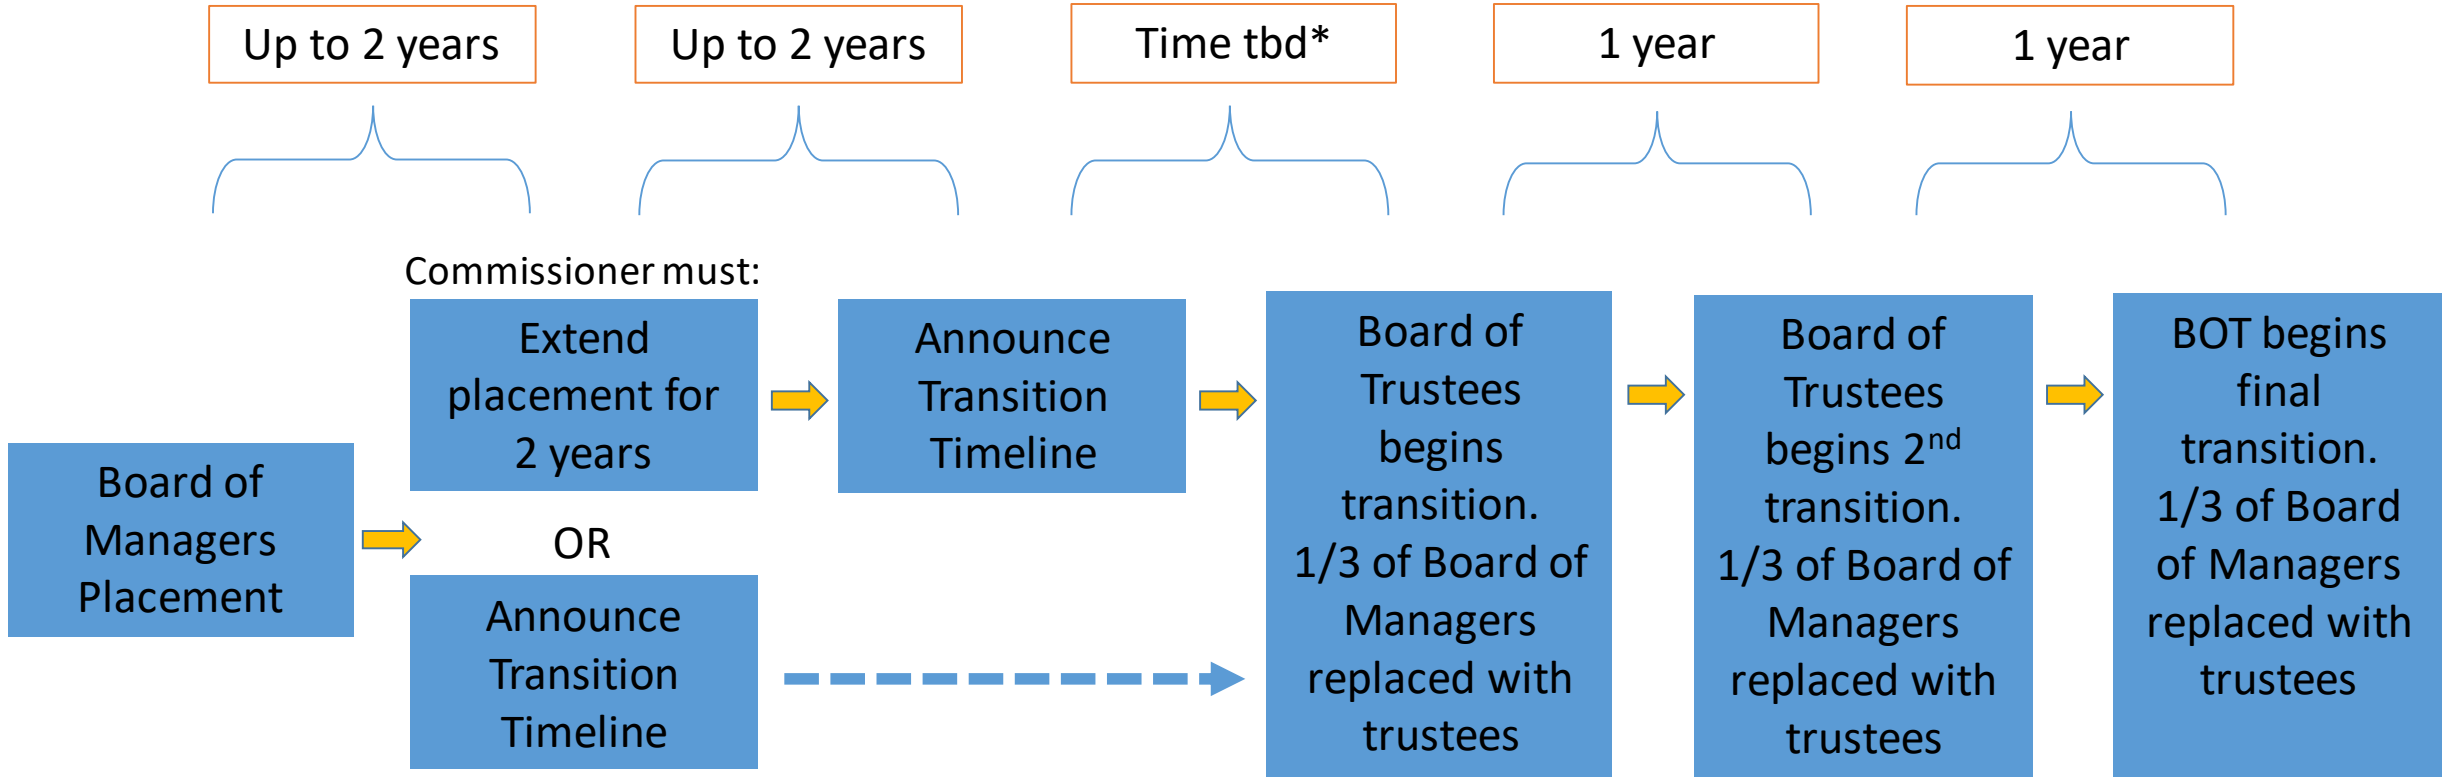 Up to 2 years
Up to 2 years
Time tbd*
1 year
1 year
Board of
Managers
Placement
Commissioner must:
Extend
placement for
2 years
OR
Announce
Transition
Timeline
Announce
Transition
Timeline
Board of
Trustees
begins
transition.
1/3 of Board of
Managers
replaced with
trustees
Board of
Trustees
begins 2nd
transition.
1/3 of Board of
Managers
replaced with
trustees
BOT begins
final
transition.
1/3 of Board
of Managers
replaced with
trustees